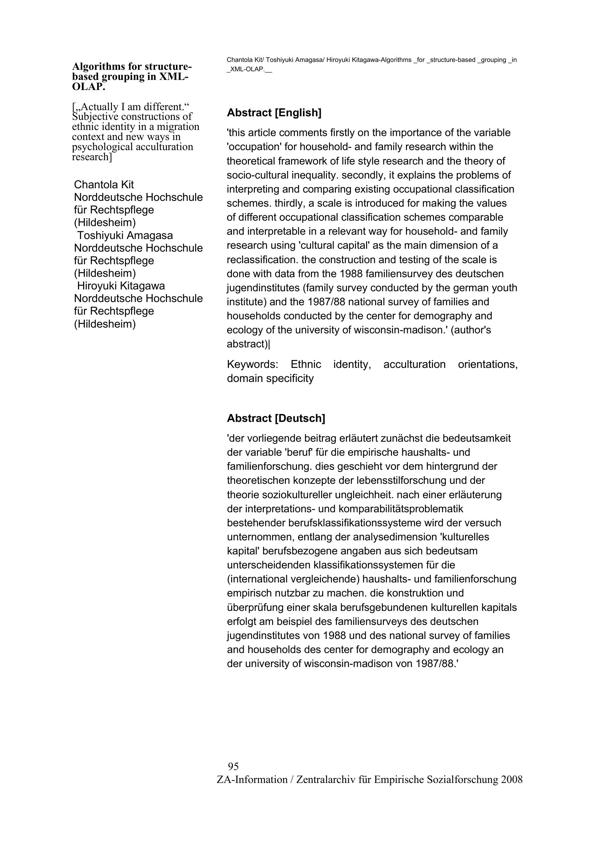 Chantola Kit/ Toshiyuki Amagasa/ Hiroyuki Kitagawa-Algorithms _for _structure-based _grouping _in
_XML-OLAP.__
Algorithms for structure-
based grouping in XML-
OLAP.
[„Actually I am different.“
Subjective constructions of
ethnic identity in a migration
context and new ways in
psychological acculturation
research]
Chantola Kit
Norddeutsche Hochschule
für Rechtspflege
(Hildesheim)
Toshiyuki Amagasa
Norddeutsche Hochschule
für Rechtspflege
(Hildesheim)
Hiroyuki Kitagawa
Norddeutsche Hochschule
für Rechtspflege
(Hildesheim)
Abstract [English]
'this article comments firstly on the importance of the variable
'occupation' for household- and family research within the
theoretical framework of life style research and the theory of
socio-cultural inequality. secondly, it explains the problems of
interpreting and comparing existing occupational classification
schemes. thirdly, a scale is introduced for making the values
of different occupational classification schemes comparable
and interpretable in a relevant way for household- and family
research using 'cultural capital' as the main dimension of a
reclassification. the construction and testing of the scale is
done with data from the 1988 familiensurvey des deutschen
jugendinstitutes (family survey conducted by the german youth
institute) and the 1987/88 national survey of families and
households conducted by the center for demography and
ecology of the university of wisconsin-madison.' (author's
abstract)|
Keywords: Ethnic identity, acculturation orientations,
domain specificity
Abstract [Deutsch]
'der vorliegende beitrag erläutert zunächst die bedeutsamkeit
der variable 'beruf' für die empirische haushalts- und
familienforschung. dies geschieht vor dem hintergrund der
theoretischen konzepte der lebensstilforschung und der
theorie soziokultureller ungleichheit. nach einer erläuterung
der interpretations- und komparabilitätsproblematik
bestehender berufsklassifikationssysteme wird der versuch
unternommen, entlang der analysedimension 'kulturelles
kapital' berufsbezogene angaben aus sich bedeutsam
unterscheidenden klassifikationssystemen für die
(international vergleichende) haushalts- und familienforschung
empirisch nutzbar zu machen. die konstruktion und
überprüfung einer skala berufsgebundenen kulturellen kapitals
erfolgt am beispiel des familiensurveys des deutschen
jugendinstitutes von 1988 und des national survey of families
and households des center for demography and ecology an
der university of wisconsin-madison von 1987/88.'
95
ZA-Information / Zentralarchiv für Empirische Sozialforschung 2008